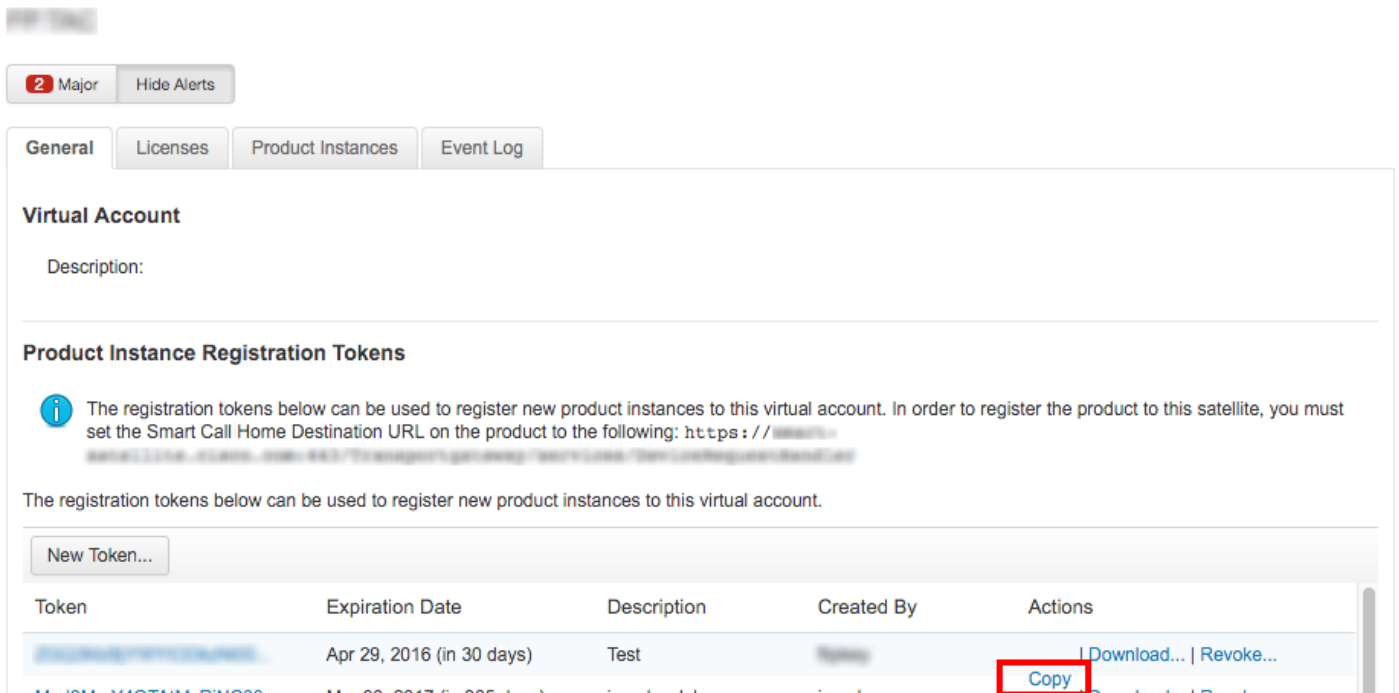 2 Major Hide Alerts
General Licenses Product Instances Event Log
Virtual Account
Description:
Product Instance Registration Tokens
The registration tokens below can be used to register new product instances to this virtual account. In order to register the product to this satellite, you must
set the Smart Call Home Destination URL on the product to the following: https://
The registration tokens below can be used to register new product instances to this virtual account.
New Token...
Token Expiration Date Description Created By Actions
Apr 29, 2016 (in 30 days) Test | Download... | Revoke...
Copy